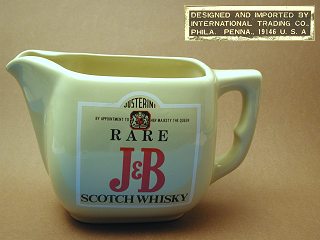 DESIGNED AND IMPORTED BY
INTERNATIONAL TRADING CO.
PHILA. PENNA., 19146 U. S. A
JUSTERINI
BY APPOINTMENT TO HER MAJESTY THE QUEEN
RARE
J&B
SCOTCH WHISKY